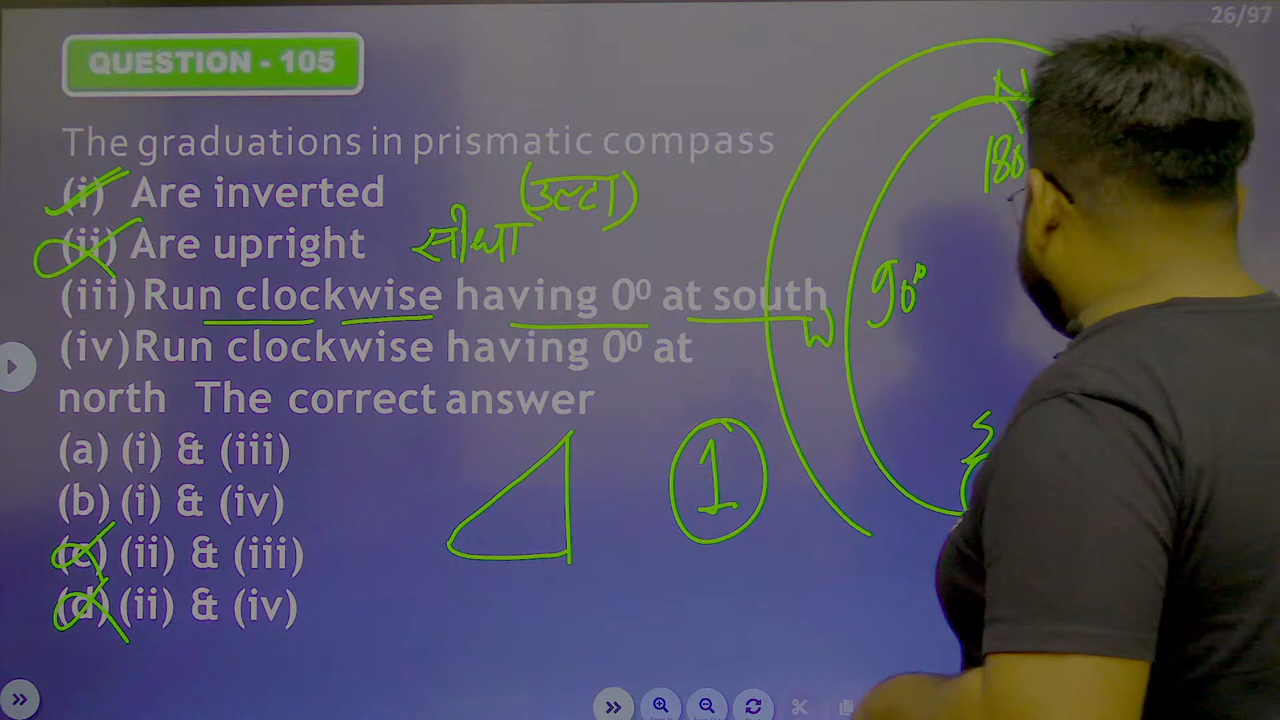 26/97
QUESTION - 105
The graduations in prismatic compass
(i) Are inverted (उल्टा)
(ii) Are upright सीधा
(iii) Run clockwise having 0⁰ at south
(iv) Run clockwise having 0⁰ at
north The correct answer
(a) (i) & (iii)
(b) (i) & (iv)
(c) (ii) & (iii)
(d) (ii) & (iv)
1
N
180
90°
W
S